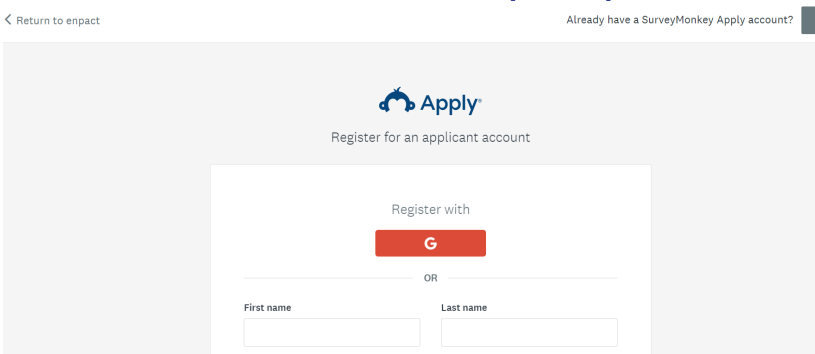 Return to enpact
Already have a SurveyMonkey Apply account?
Apply
Register for an applicant account
Register with
G
OR
First name
Last name